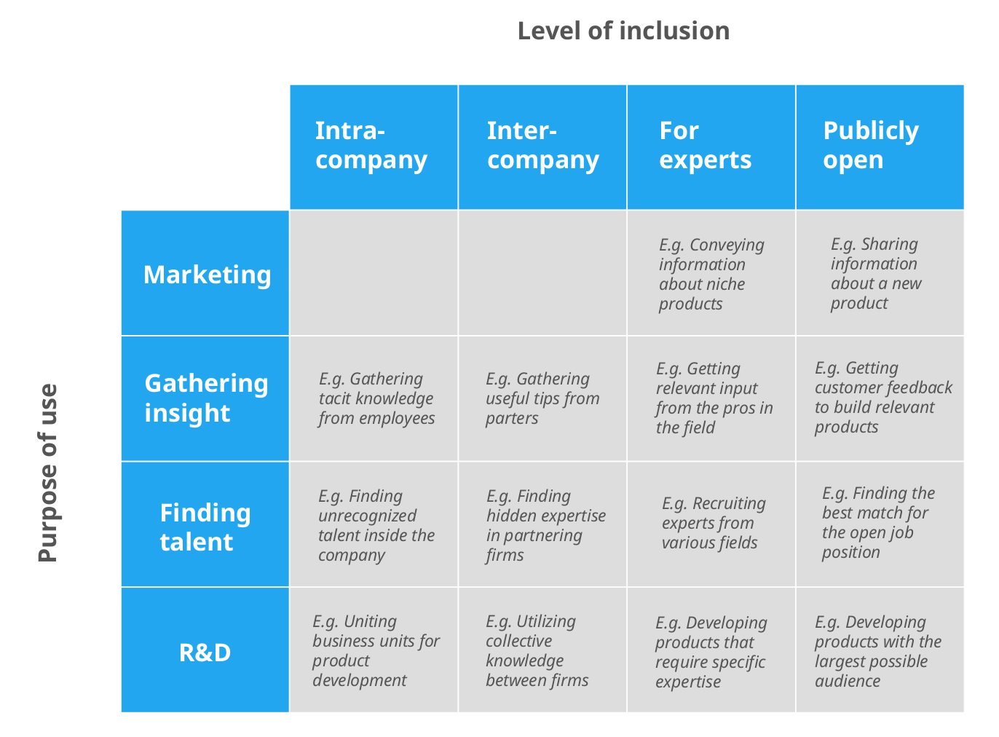 Level of inclusion
Intra-
company
Inter-
company
For
experts
Publicly
open
Purpose of use
Marketing
E.g. Conveying
information
about niche
products
E.g. Sharing
information
about a new
product
Gathering
insight
E.g. Gathering
tacit knowledge
from employees
E.g. Gathering
useful tips from
parters
E.g. Getting
relevant input
from the pros in
the field
E.g. Getting
customer feedback
to build relevant
products
Finding
talent
E.g. Finding
unrecognized
talent inside the
company
E.g. Finding
hidden expertise
in partnering
firms
E.g. Recruiting
experts from
various fields
E.g. Finding the
best match for
the open job
position
R&D
E.g. Uniting
business units for
product
development
E.g. Utilizing
collective
knowledge
between firms
E.g. Developing
products that
require specific
expertise
E.g. Developing
products with the
largest possible
audience